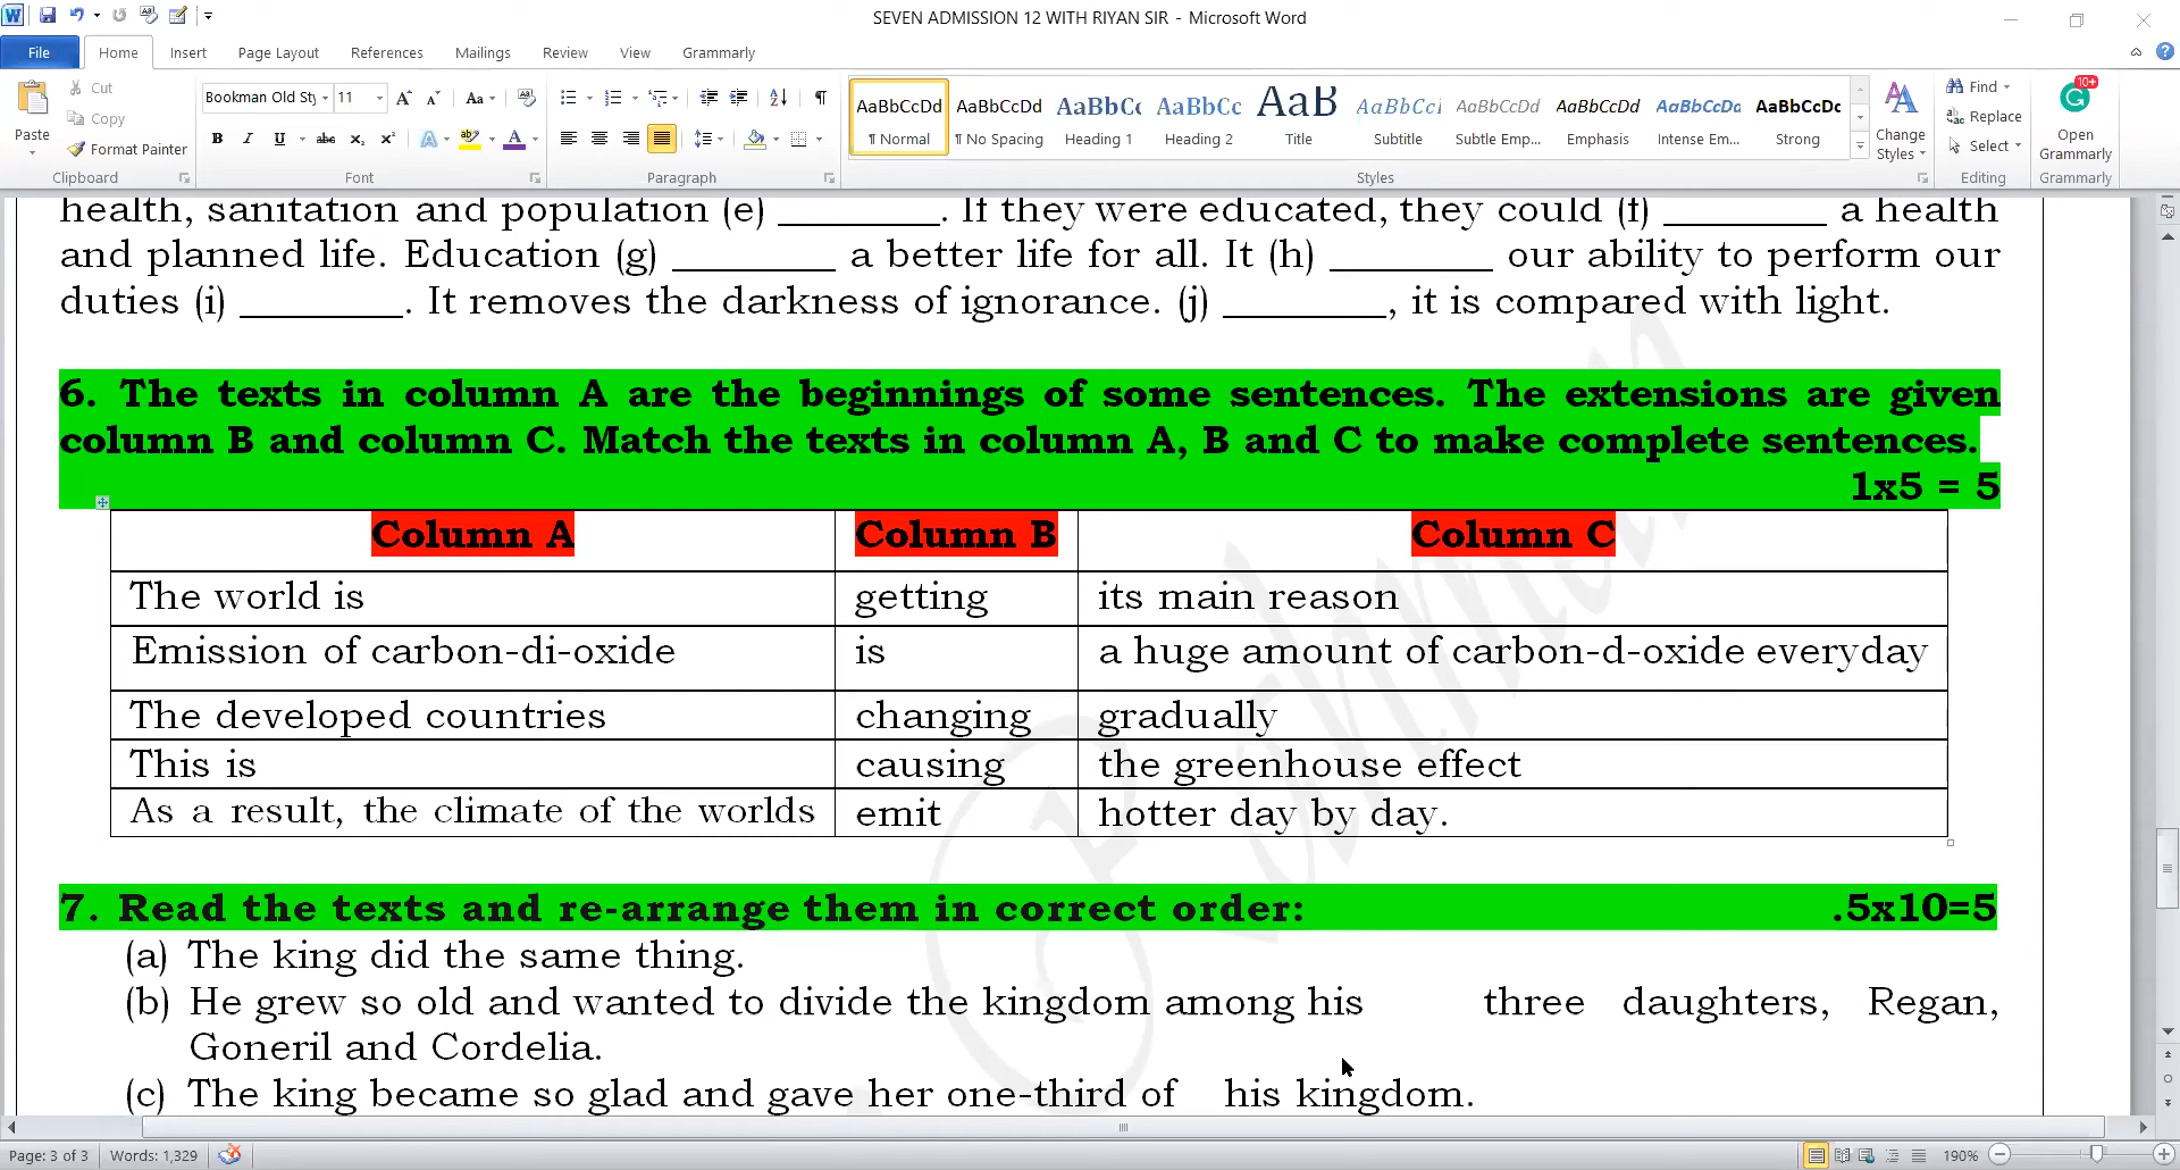 SEVEN ADMISSION 12 WITH RIYAN SIR - Microsoft Word
File Home Insert Page Layout References Mailings Review View Grammarly
Paste Cut Copy Format Painter Clipboard
Bookman Old Sty 11 Font
Paragraph
AaBbCcDd AaBbCcDd AaBbCc AaBbCc AaB AaBbCcI AaBbCcDd AaBbCcDd AaBbCcDa AaBbCcDc
¶ Normal ¶ No Spacing Heading 1 Heading 2 Title Subtitle Subtle Emp... Emphasis Intense Em... Strong
Change Styles Styles
Find Replace Select Editing
10+ Open Grammarly Grammarly
health, sanitation and population (e) ________. If they were educated, they could (f) ________ a health
and planned life. Education (g) ________ a better life for all. It (h) ________ our ability to perform our
duties (i) ________. It removes the darkness of ignorance. (j) ________, it is compared with light.
6. The texts in column A are the beginnings of some sentences. The extensions are given
column B and column C. Match the texts in column A, B and C to make complete sentences.
1x5 = 5
Column A Column B Column C
The world is getting its main reason
Emission of carbon-di-oxide is a huge amount of carbon-d-oxide everyday
The developed countries changing gradually
This is causing the greenhouse effect
As a result, the climate of the worlds emit hotter day by day.
7. Read the texts and re-arrange them in correct order: .5x10=5
(a) The king did the same thing.
(b) He grew so old and wanted to divide the kingdom among his three daughters, Regan,
Goneril and Cordelia.
(c) The king became so glad and gave her one-third of his kingdom.
Page: 3 of 3 Words: 1,329 190%